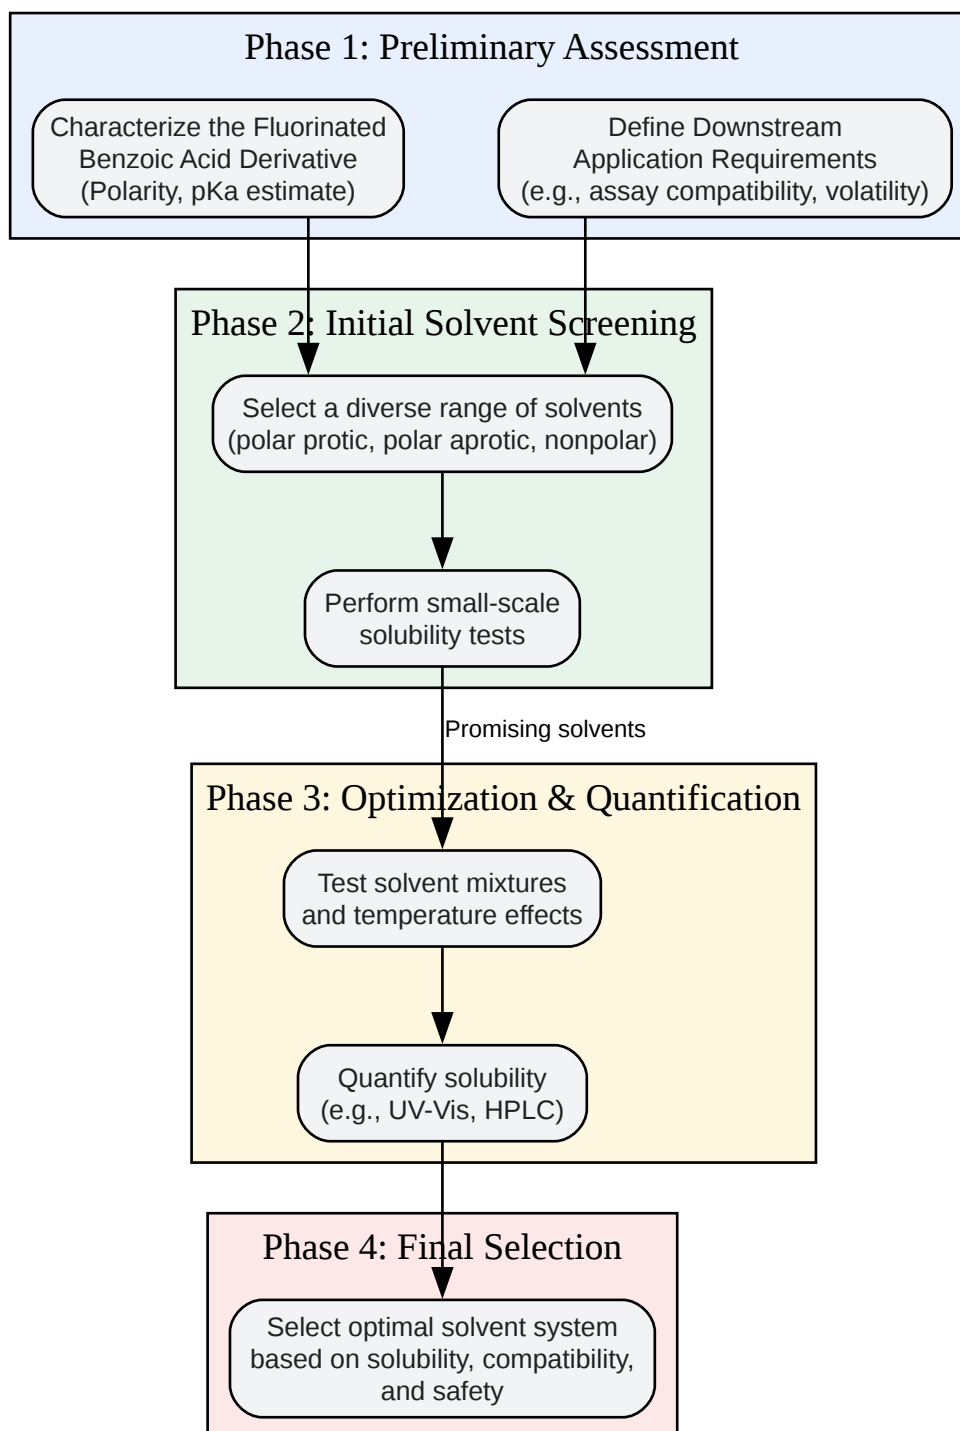 Phase 1: Preliminary Assessment
Characterize the Fluorinated
Benzoic Acid Derivative
(Polarity, pKa estimate)
Define Downstream
Application Requirements
(e.g., assay compatibility, volatility)
Phase 2: Initial Solvent Screening
Select a diverse range of solvents
(polar protic, polar aprotic, nonpolar)
Perform small-scale
solubility tests
Promising solvents
Phase 3: Optimization & Quantification
Test solvent mixtures
and temperature effects
Quantify solubility
(e.g., UV-Vis, HPLC)
Phase 4: Final Selection
Select optimal solvent system
based on solubility, compatibility,
and safety